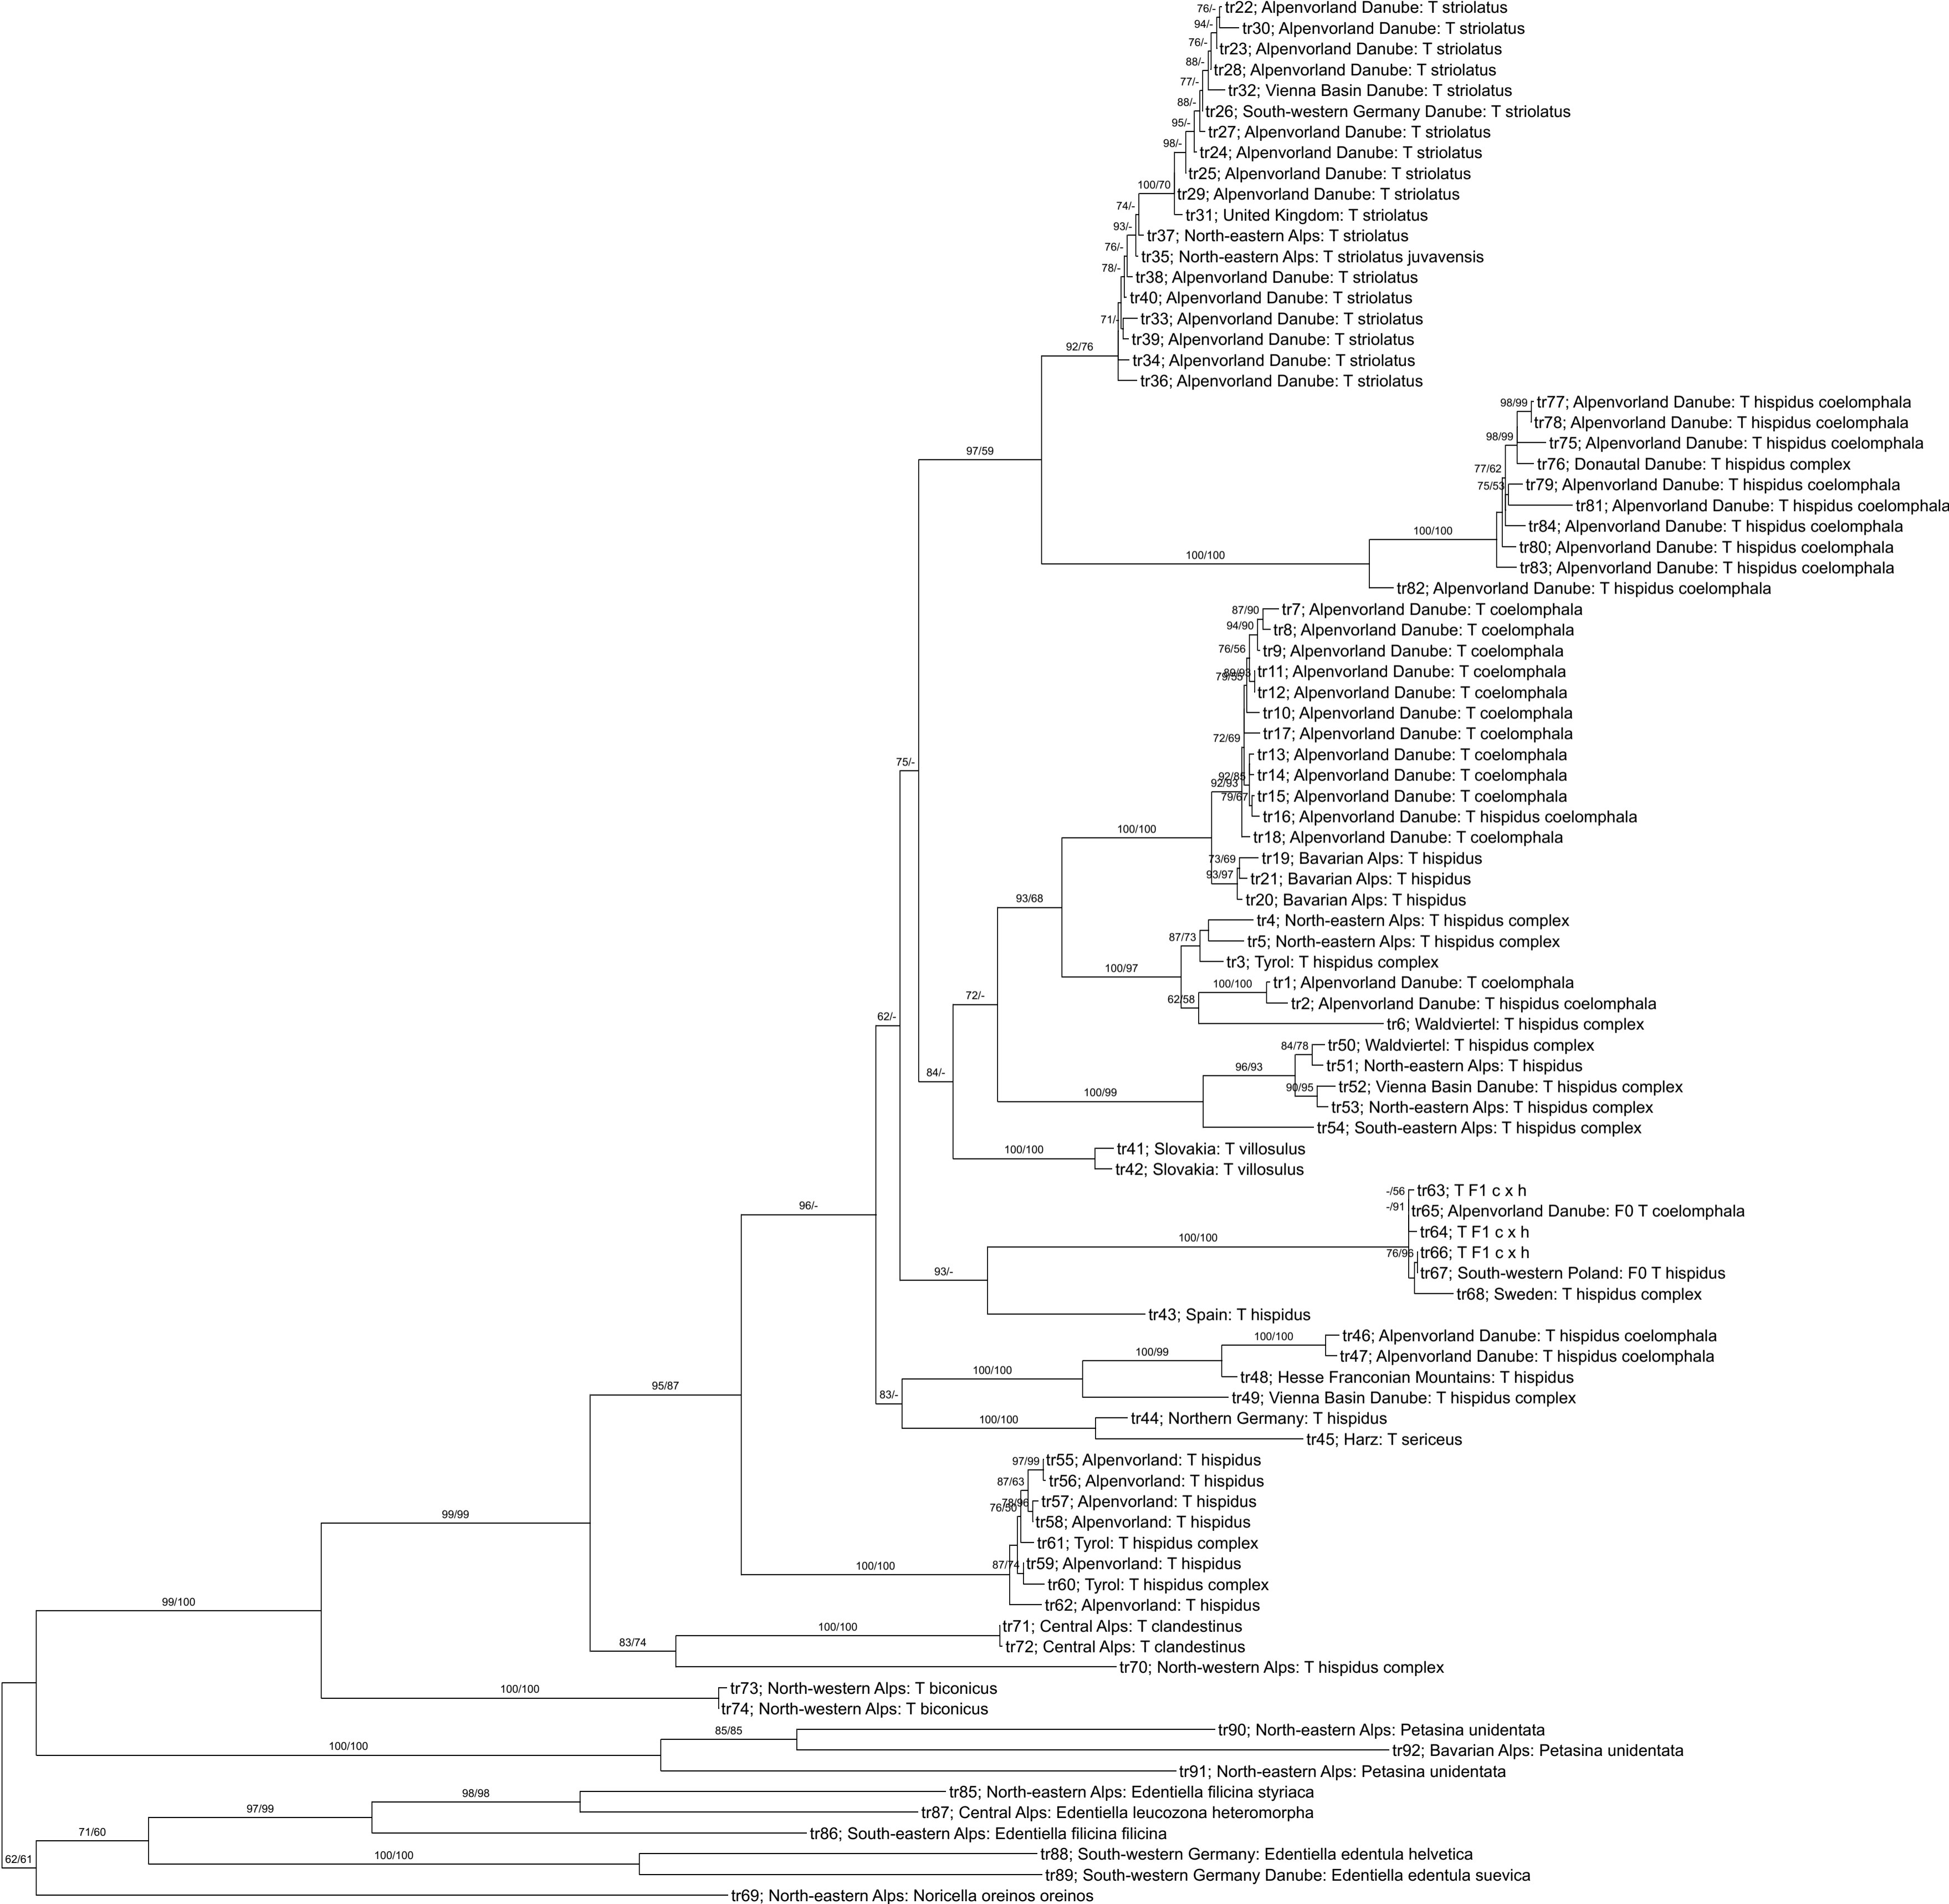 76/- tr22; Alpenvorland Danube: T striolatus
94/- tr30; Alpenvorland Danube: T striolatus
76/- tr23; Alpenvorland Danube: T striolatus
88/- tr28; Alpenvorland Danube: T striolatus
77/- tr32; Vienna Basin Danube: T striolatus
88/- tr26; South-western Germany Danube: T striolatus
95/- tr27; Alpenvorland Danube: T striolatus
98/- tr24; Alpenvorland Danube: T striolatus
tr25; Alpenvorland Danube: T striolatus
100/70 tr29; Alpenvorland Danube: T striolatus
74/- tr31; United Kingdom: T striolatus
93/- tr37; North-eastern Alps: T striolatus
76/- tr35; North-eastern Alps: T striolatus juvavensis
78/- tr38; Alpenvorland Danube: T striolatus
tr40; Alpenvorland Danube: T striolatus
71/- tr33; Alpenvorland Danube: T striolatus
tr39; Alpenvorland Danube: T striolatus
92/76 tr34; Alpenvorland Danube: T striolatus
tr36; Alpenvorland Danube: T striolatus
98/99 tr77; Alpenvorland Danube: T hispidus coelomphala
tr78; Alpenvorland Danube: T hispidus coelomphala
98/99 tr75; Alpenvorland Danube: T hispidus coelomphala
97/59 77/62 tr76; Donautal Danube: T hispidus complex
75/53 tr79; Alpenvorland Danube: T hispidus coelomphala
tr81; Alpenvorland Danube: T hispidus coelomphala
100/100 tr84; Alpenvorland Danube: T hispidus coelomphala
100/100 tr80; Alpenvorland Danube: T hispidus coelomphala
tr83; Alpenvorland Danube: T hispidus coelomphala
tr82; Alpenvorland Danube: T hispidus coelomphala
87/90 tr7; Alpenvorland Danube: T coelomphala
94/90 tr8; Alpenvorland Danube: T coelomphala
76/56 tr9; Alpenvorland Danube: T coelomphala
tr11; Alpenvorland Danube: T coelomphala
tr12; Alpenvorland Danube: T coelomphala
tr10; Alpenvorland Danube: T coelomphala
72/69 tr17; Alpenvorland Danube: T coelomphala
75/- tr13; Alpenvorland Danube: T coelomphala
92/85 tr14; Alpenvorland Danube: T coelomphala
92/93 79/67 tr15; Alpenvorland Danube: T coelomphala
tr16; Alpenvorland Danube: T hispidus coelomphala
100/100 tr18; Alpenvorland Danube: T coelomphala
73/69 tr19; Bavarian Alps: T hispidus
93/97 tr21; Bavarian Alps: T hispidus
93/68 tr20; Bavarian Alps: T hispidus
tr4; North-eastern Alps: T hispidus complex
87/73 tr5; North-eastern Alps: T hispidus complex
100/97 tr3; Tyrol: T hispidus complex
100/100 tr1; Alpenvorland Danube: T coelomphala
72/- 62/58 tr2; Alpenvorland Danube: T hispidus coelomphala
62/- tr6; Waldviertel: T hispidus complex
84/78 tr50; Waldviertel: T hispidus complex
84/- 96/93 tr51; North-eastern Alps: T hispidus
100/99 90/95 tr52; Vienna Basin Danube: T hispidus complex
tr53; North-eastern Alps: T hispidus complex
tr54; South-eastern Alps: T hispidus complex
100/100 tr41; Slovakia: T villosulus
tr42; Slovakia: T villosulus
-/56 tr63; T F1 c x h
96/- -/91 tr65; Alpenvorland Danube: F0 T coelomphala
tr64; T F1 c x h
100/100 76/96 tr66; T F1 c x h
93/- tr67; South-western Poland: F0 T hispidus
tr68; Sweden: T hispidus complex
tr43; Spain: T hispidus
100/100 tr46; Alpenvorland Danube: T hispidus coelomphala
100/99 tr47; Alpenvorland Danube: T hispidus coelomphala
100/100 tr48; Hesse Franconian Mountains: T hispidus
95/87 83/- tr49; Vienna Basin Danube: T hispidus complex
100/100 tr44; Northern Germany: T hispidus
tr45; Harz: T sericeus
97/99 tr55; Alpenvorland: T hispidus
87/63 tr56; Alpenvorland: T hispidus
76/50 78/96 tr57; Alpenvorland: T hispidus
99/99 tr58; Alpenvorland: T hispidus
tr61; Tyrol: T hispidus complex
100/100 87/74 tr59; Alpenvorland: T hispidus
tr60; Tyrol: T hispidus complex
99/100 tr62; Alpenvorland: T hispidus
100/100 tr71; Central Alps: T clandestinus
83/74 tr72; Central Alps: T clandestinus
tr70; North-western Alps: T hispidus complex
100/100 tr73; North-western Alps: T biconicus
tr74; North-western Alps: T biconicus
85/85 tr90; North-eastern Alps: Petasina unidentata
100/100 tr92; Bavarian Alps: Petasina unidentata
tr91; North-eastern Alps: Petasina unidentata
98/98 tr85; North-eastern Alps: Edentiella filicina styriaca
97/99 tr87; Central Alps: Edentiella leucozona heteromorpha
71/60 tr86; South-eastern Alps: Edentiella filicina filicina
62/61 100/100 tr88; South-western Germany: Edentiella edentula helvetica
tr89; South-western Germany Danube: Edentiella edentula suevica
tr69; North-eastern Alps: Noricella oreinos oreinos